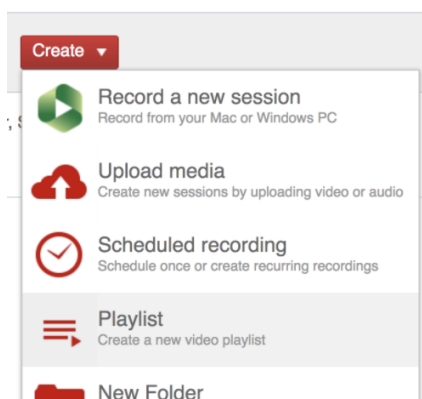 Create
Record a new session
Record from your Mac or Windows PC
Upload media
Create new sessions by uploading video or audio
Scheduled recording
Schedule once or create recurring recordings
Playlist
Create a new video playlist
New Folder